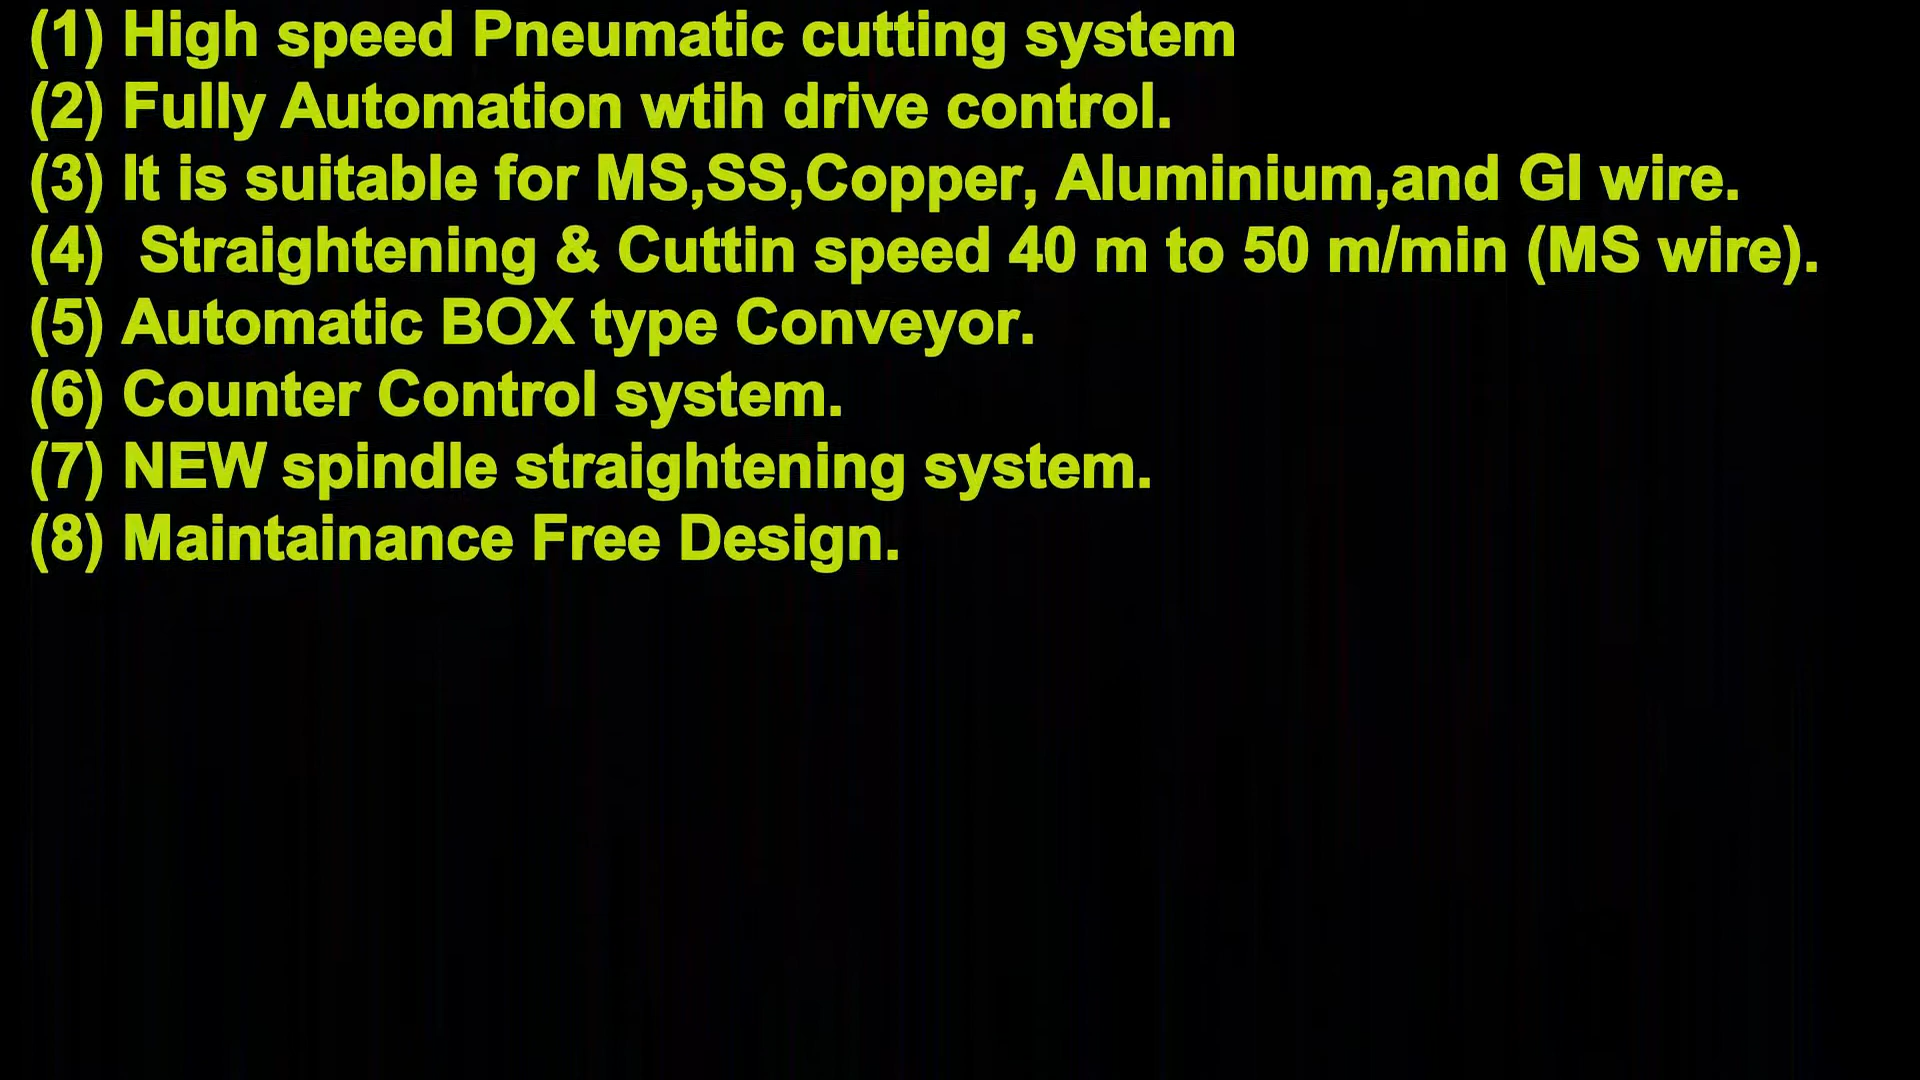 (1) High speed Pneumatic cutting system
(2) Fully Automation wtih drive control.
(3) It is suitable for MS,SS,Copper, Aluminium,and GI wire.
(4)  Straightening & Cuttin speed 40 m to 50 m/min (MS wire).
(5) Automatic BOX type Conveyor.
(6) Counter Control system.
(7) NEW spindle straightening system.
(8) Maintainance Free Design.